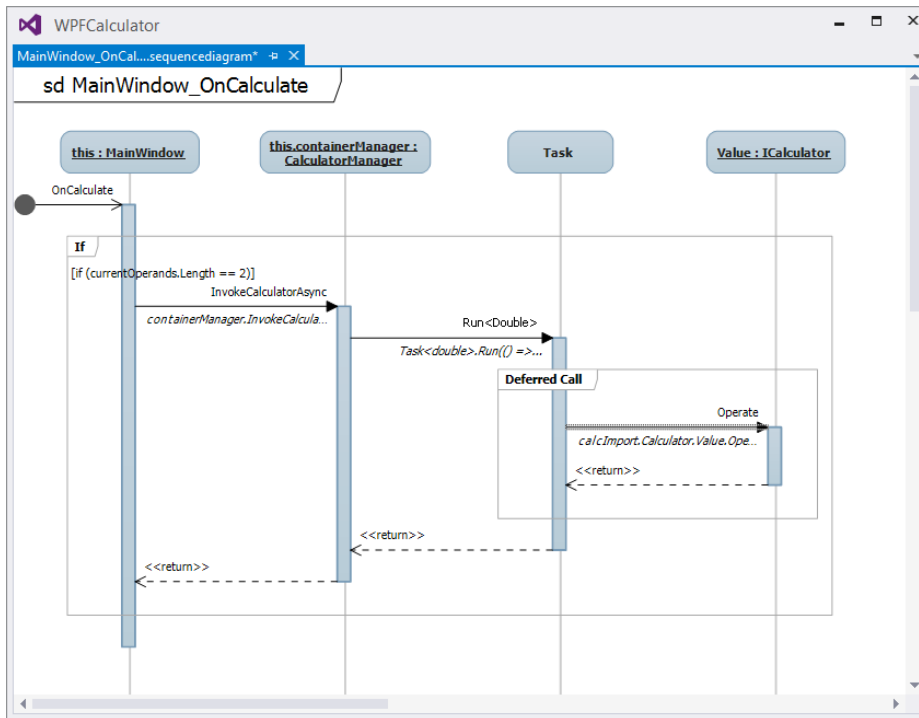 WPFCalculator
MainWindow_OnCal....sequencediagram*
sd MainWindow_OnCalculate
this : MainWindow
this.containerManager :
CalculatorManager
Task
Value : ICalculator
OnCalculate
If
[if (currentOperands.Length == 2)]
InvokeCalculatorAsync
containerManager.InvokeCalcula...
Run<Double>
Task<double>.Run(() =>...
Deferred Call
Operate
calcImport.Calculator.Value.Ope...
<<return>>
<<return>>
<<return>>